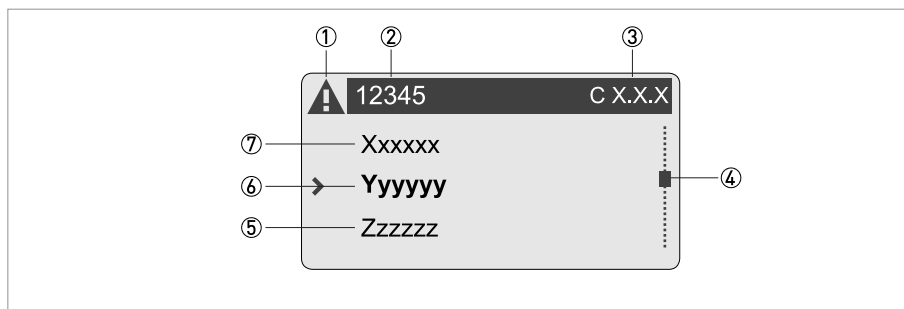 ① ② ③
12345 C X.X.X
⑦ Xxxxxx
⑥ Yyyyyy ④
⑤ Zzzzzz